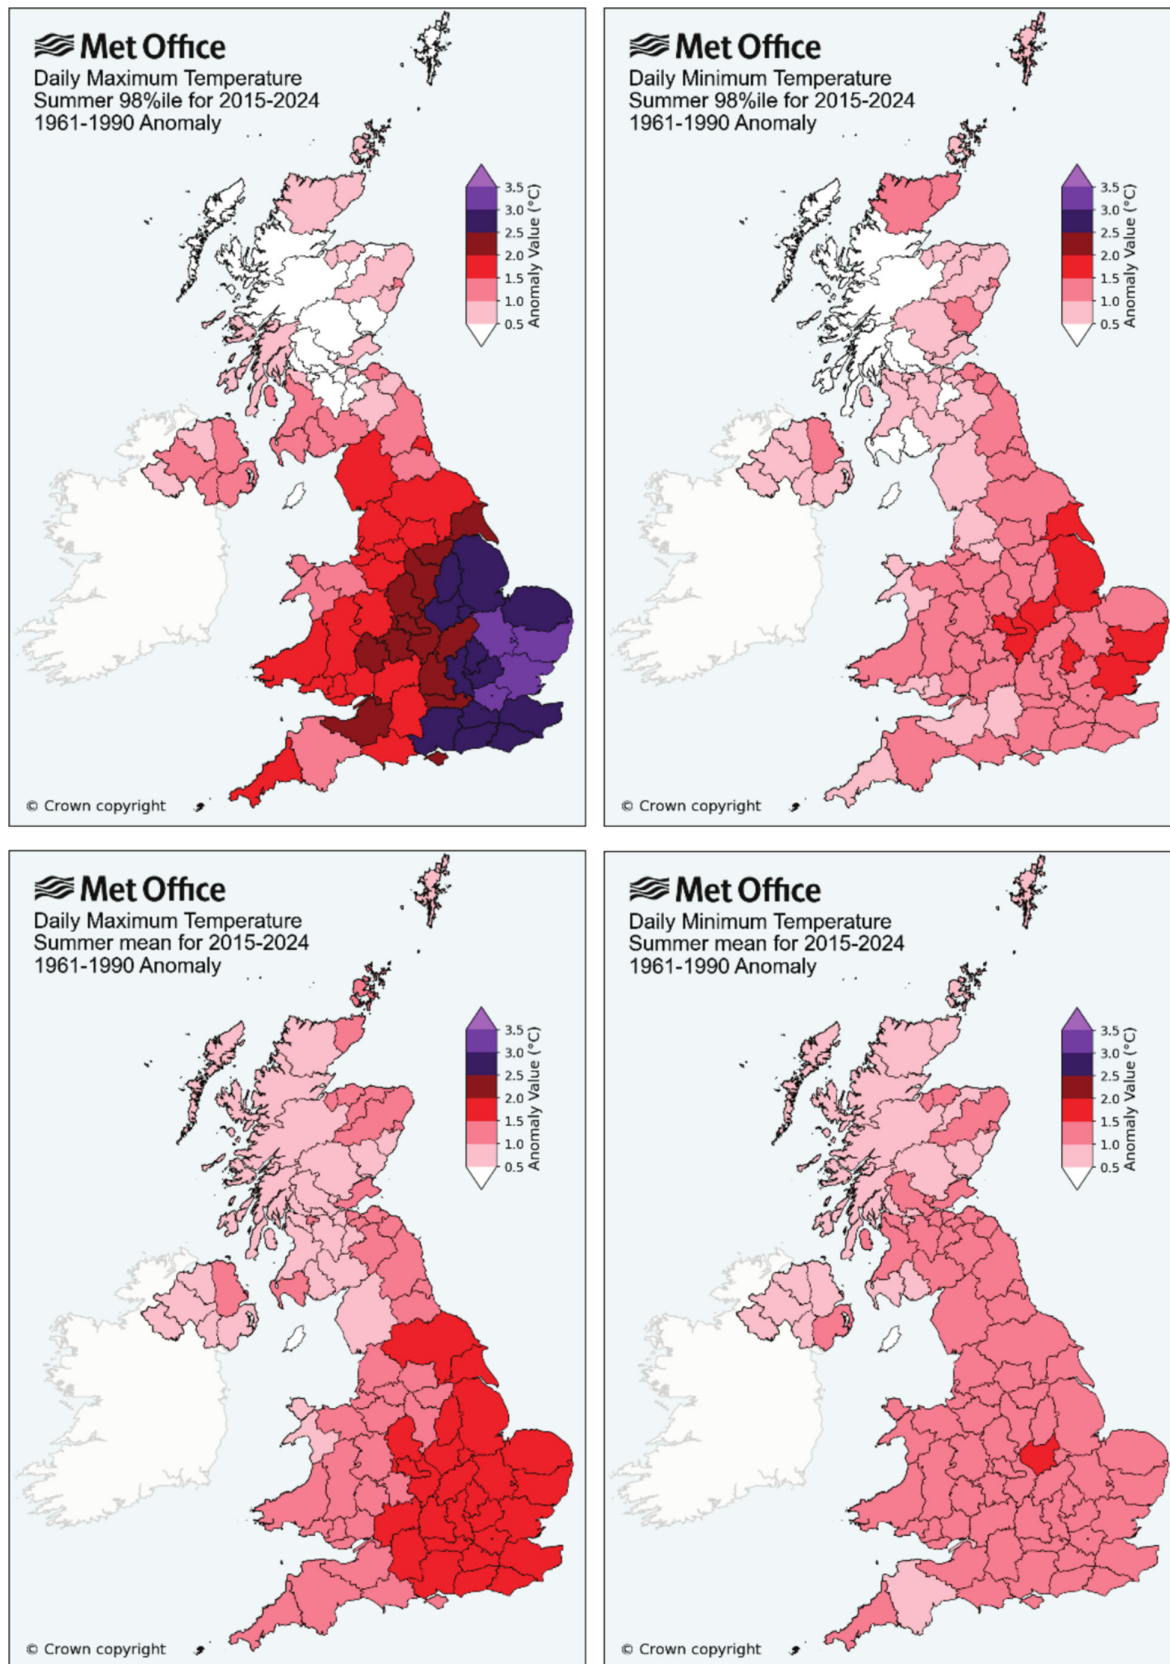 Met Office
Daily Maximum Temperature
Summer 98%ile for 2015-2024
1961-1990 Anomaly
3.5
3.0
2.5
2.0
1.5
1.0
0.5
Anomaly Value (°C)
© Crown copyright
Met Office
Daily Minimum Temperature
Summer 98%ile for 2015-2024
1961-1990 Anomaly
3.5
3.0
2.5
2.0
1.5
1.0
0.5
Anomaly Value (°C)
© Crown copyright
Met Office
Daily Maximum Temperature
Summer mean for 2015-2024
1961-1990 Anomaly
3.5
3.0
2.5
2.0
1.5
1.0
0.5
Anomaly Value (°C)
© Crown copyright
Met Office
Daily Minimum Temperature
Summer mean for 2015-2024
1961-1990 Anomaly
3.5
3.0
2.5
2.0
1.5
1.0
0.5
Anomaly Value (°C)
© Crown copyright